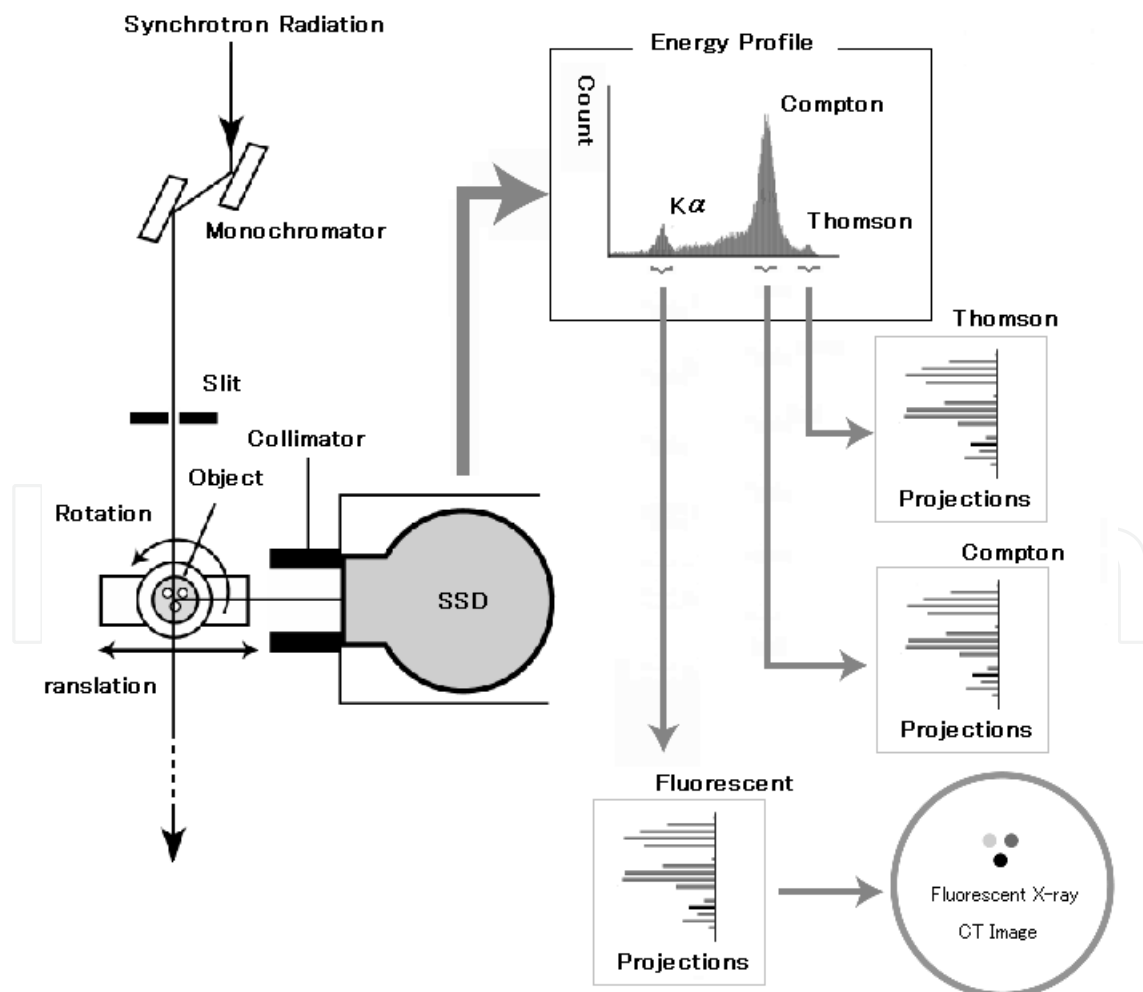 Synchrotron Radiation
Monochromator
Slit
Collimator
Object
Rotation
SSD
ranslation
Energy Profile
Count
Compton
Kα
Thomson
Thomson
Projections
Compton
Projections
Fluorescent
Projections
Fluorescent X-ray
CT Image